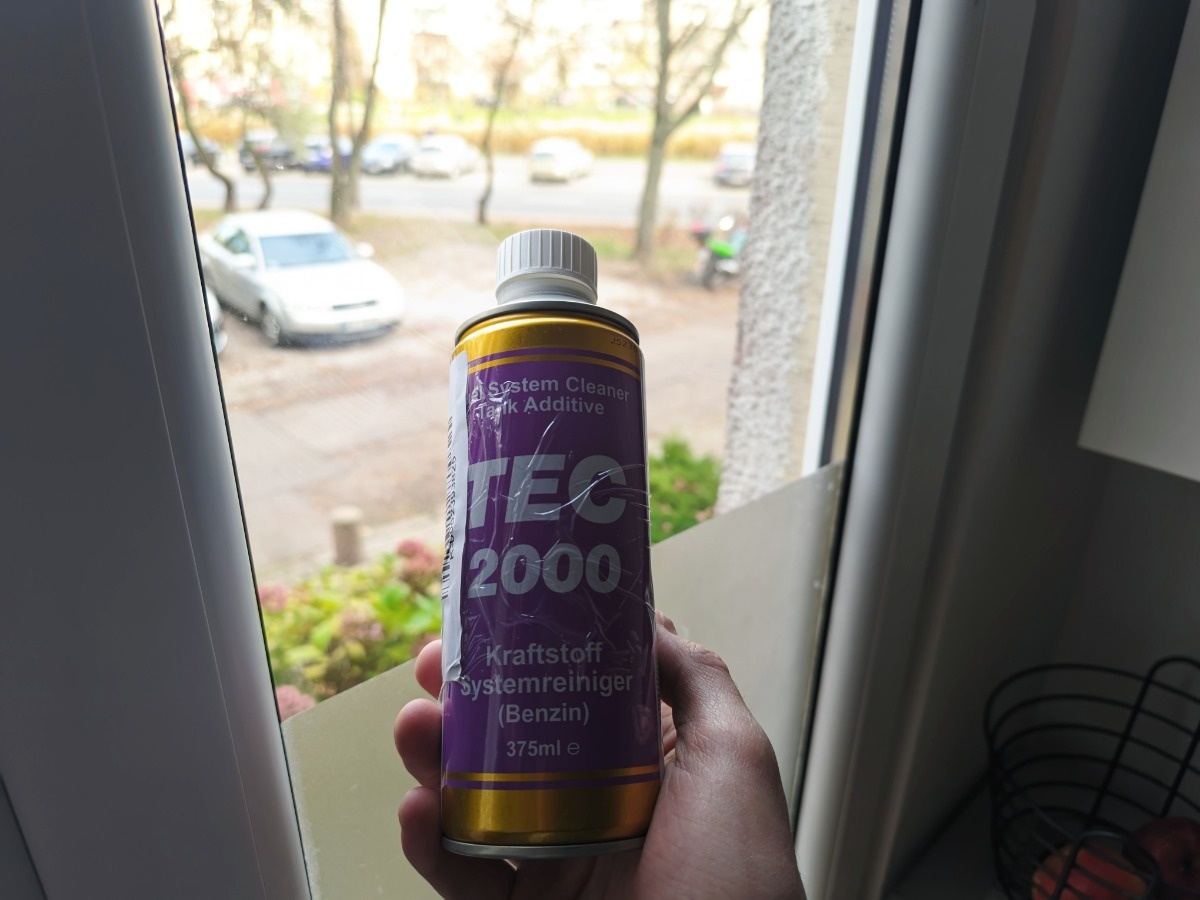 System Cleaner
Tank Additive
TEC
2000
Kraftstoff
Systemreiniger
(Benzin)
375ml ℮